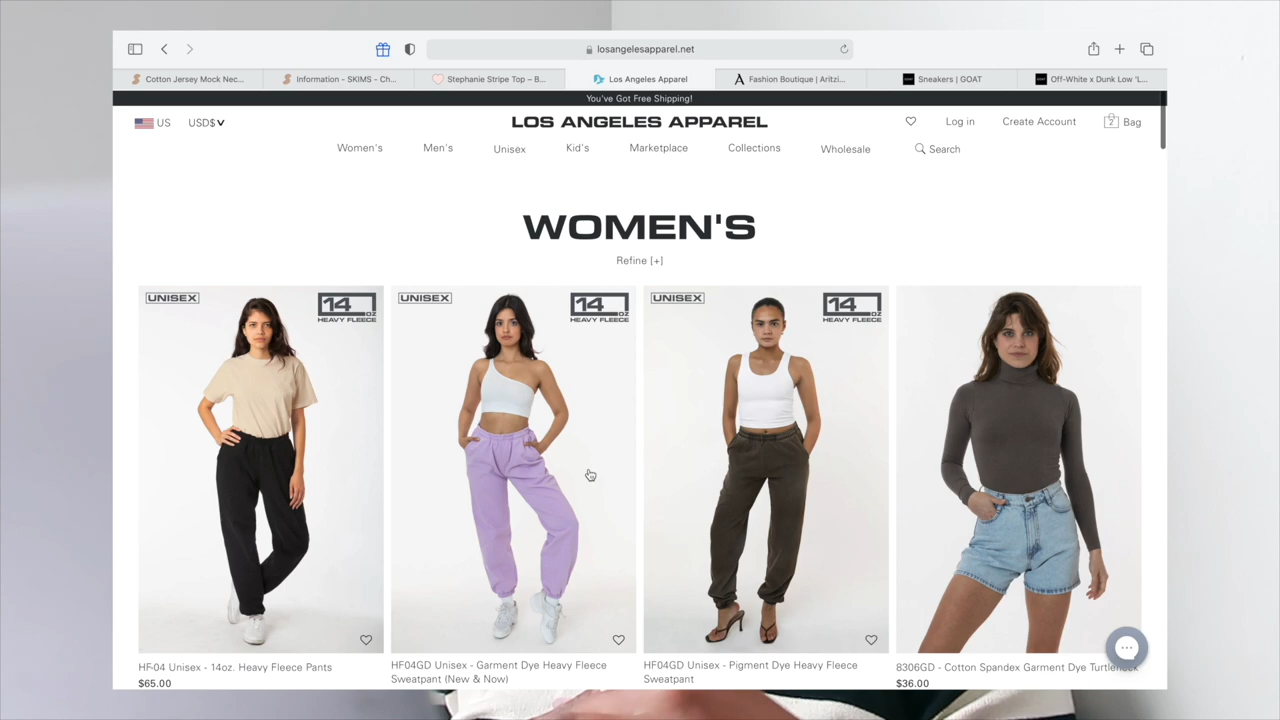 losangelesapparel.net
Cotton Jersey Mock Nec...
Information - SKIMS - Ch...
Stephanie Stripe Top – B...
Los Angeles Apparel
Fashion Boutique | Aritzi...
Sneakers | GOAT
Off-White x Dunk Low 'L...
You've Got Free Shipping!
US
USD$
LOS ANGELES APPAREL
Log in
Create Account
2
Bag
Women's
Men's
Unisex
Kid's
Marketplace
Collections
Wholesale
Search
WOMEN'S
Refine [+]
UNISEX
14 OZ
HEAVY FLEECE
UNISEX
14 OZ
HEAVY FLEECE
UNISEX
14 OZ
HEAVY FLEECE
HF-04 Unisex - 14oz. Heavy Fleece Pants
$65.00
HF04GD Unisex - Garment Dye Heavy Fleece
Sweatpant (New & Now)
HF04GD Unisex - Pigment Dye Heavy Fleece
Sweatpant
8306GD - Cotton Spandex Garment Dye Turtleneck
$36.00